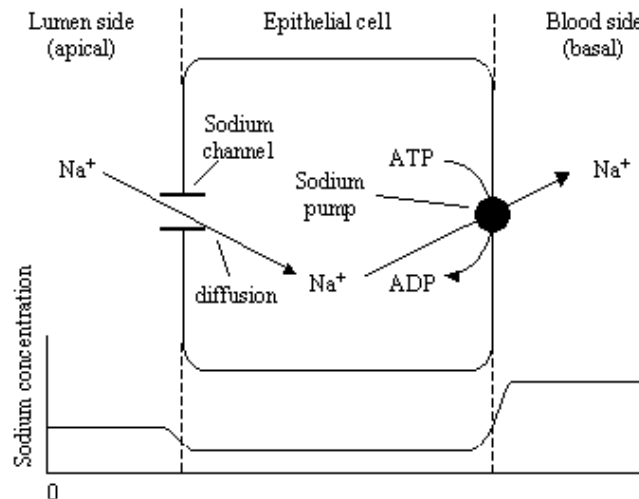 Lumen side
(apical)
Epithelial cell
Blood side
(basal)
Sodium
channel
Na⁺
ATP
Na⁺
Sodium
pump
diffusion
Na⁺
ADP
Sodium concentration
0